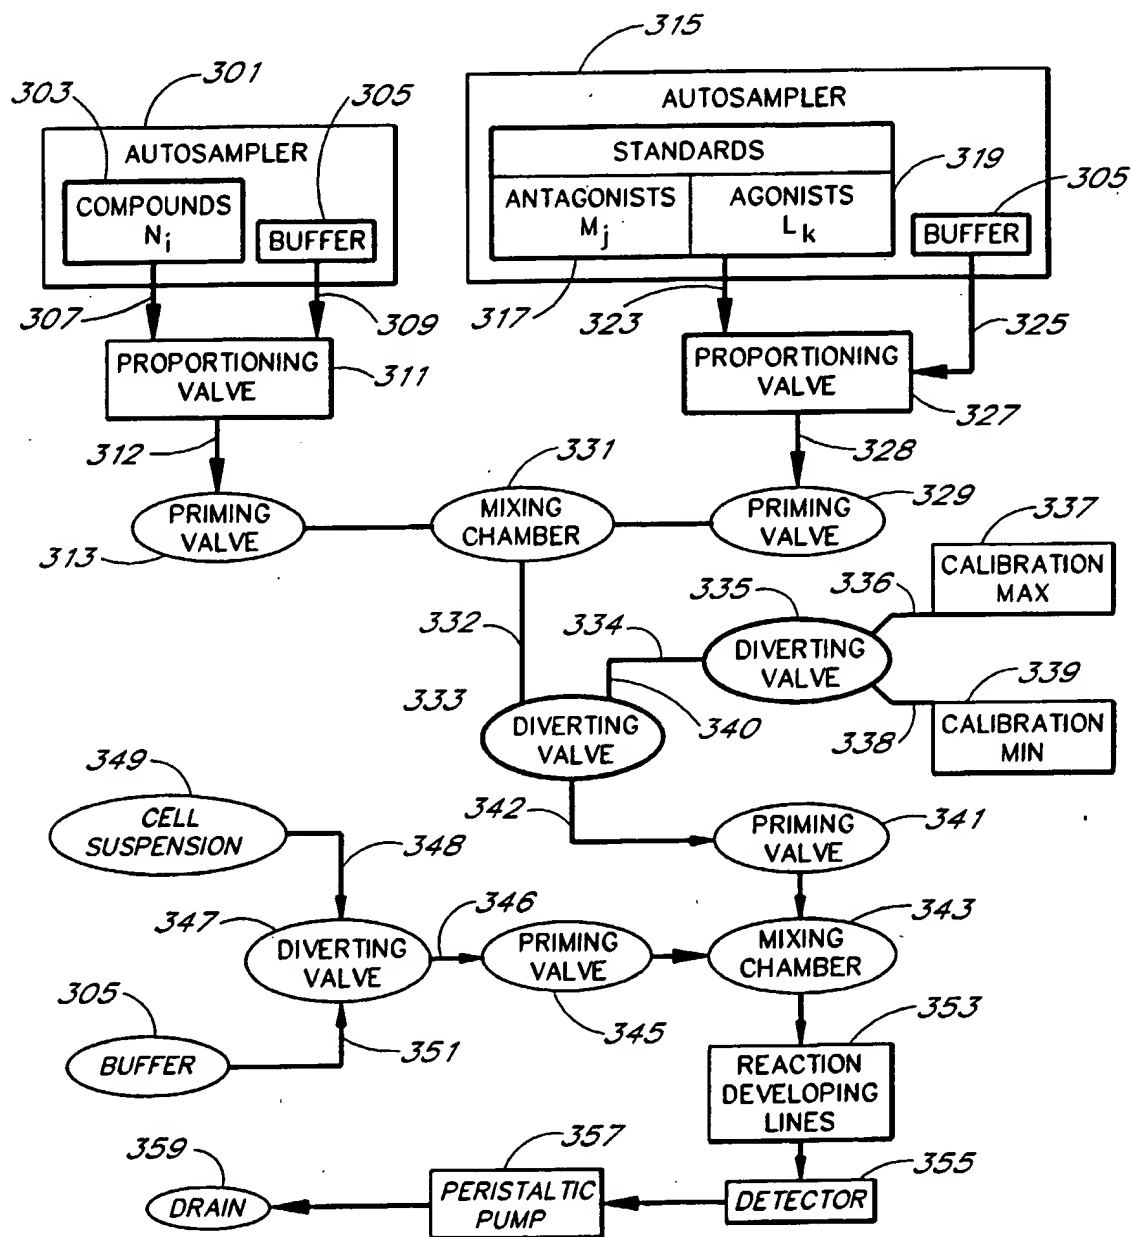 315
301
303
305
AUTOSAMPLER
AUTOSAMPLER
STANDARDS
319
305
COMPOUNDS
Ni
BUFFER
ANTAGONISTS
Mj
AGONISTS
Lk
BUFFER
307
309
317
323
325
PROPORTIONING
VALVE
311
PROPORTIONING
VALVE
327
312
331
328
329
PRIMING
VALVE
MIXING
CHAMBER
PRIMING
VALVE
313
337
CALIBRATION
MAX
336
335
332
334
DIVERTING
VALVE
339
333
340
338
CALIBRATION
MIN
DIVERTING
VALVE
349
342
341
CELL
SUSPENSION
348
PRIMING
VALVE
347
346
343
DIVERTING
VALVE
PRIMING
VALVE
MIXING
CHAMBER
305
351
345
353
BUFFER
REACTION
DEVELOPING
LINES
359
357
355
DRAIN
PERISTALTIC
PUMP
DETECTOR